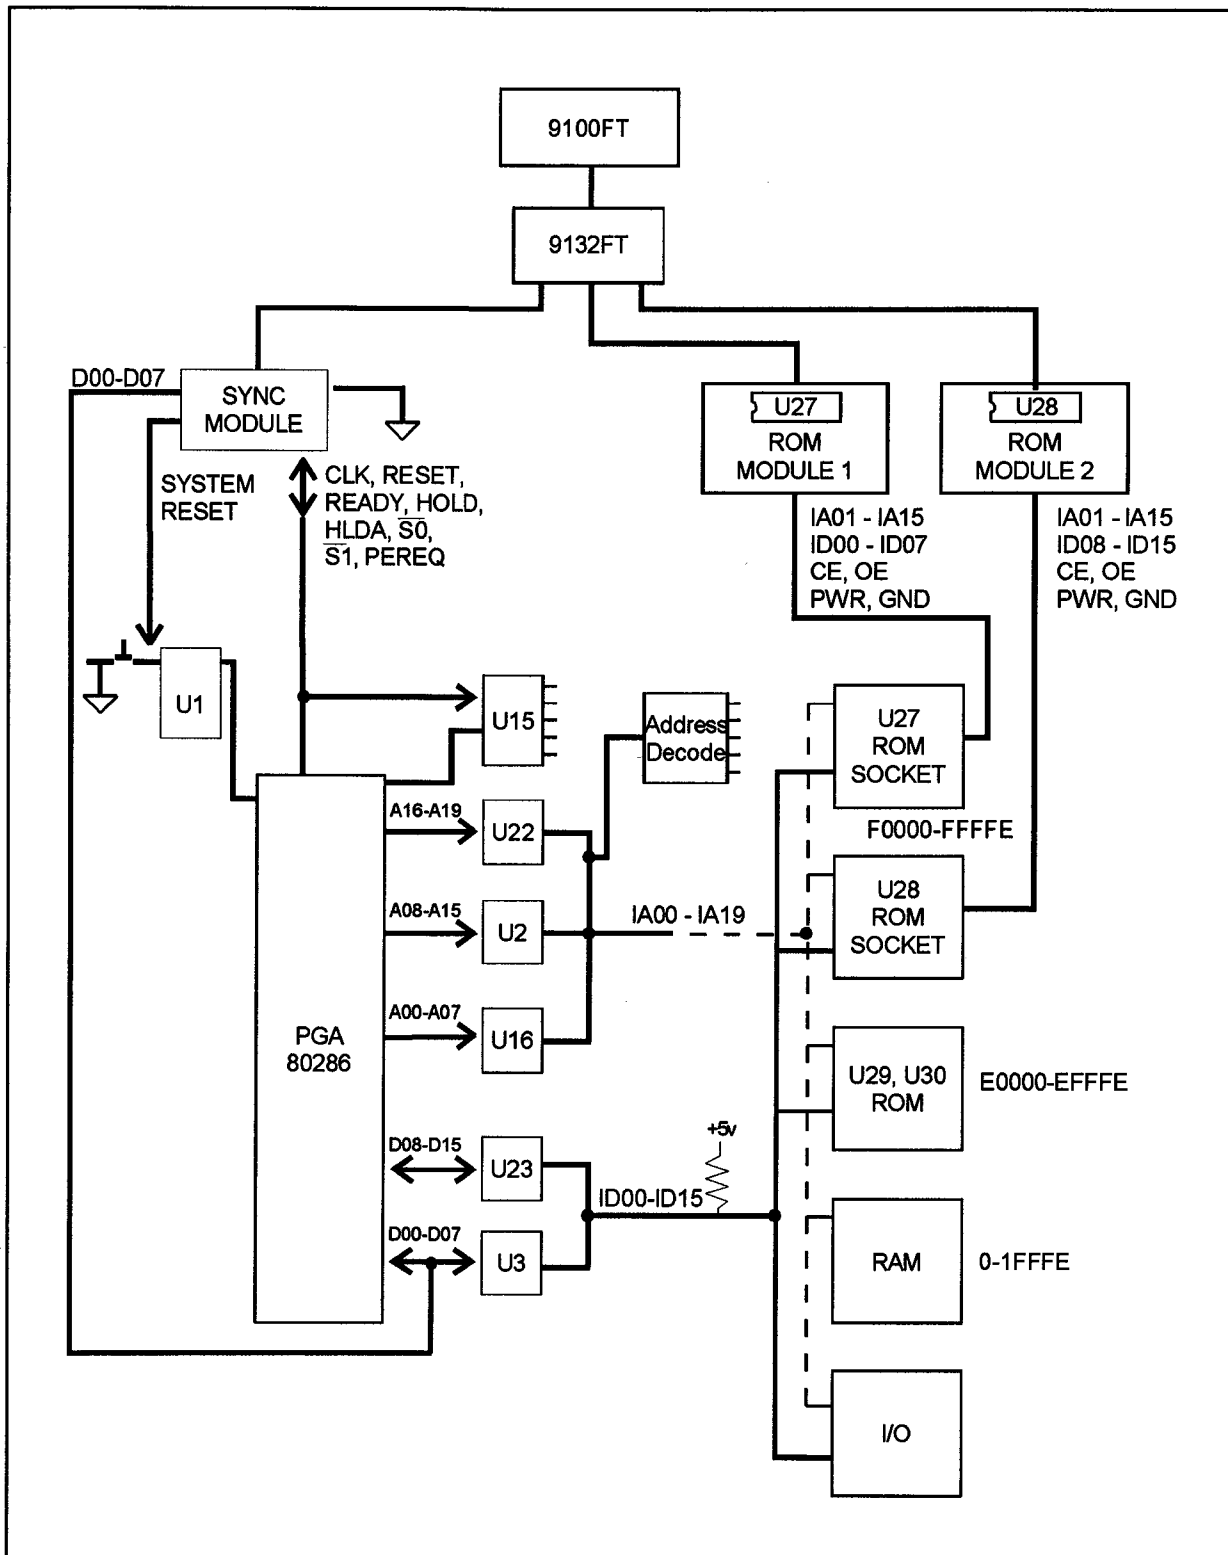 9100FT
9132FT
D00-D07
SYNC
MODULE
U27
ROM
MODULE 1
U28
ROM
MODULE 2
SYSTEM
RESET
CLK, RESET,
READY, HOLD,
HLDA, S̅0̅,
S̅1̅, PEREQ
IA01 - IA15
ID00 - ID07
CE, OE
PWR, GND
IA01 - IA15
ID08 - ID15
CE, OE
PWR, GND
U1
U15
Address
Decode
U27
ROM
SOCKET
A16-A19
U22
F0000-FFFFE
A08-A15
U2
IA00 - IA19
U28
ROM
SOCKET
A00-A07
U16
PGA
80286
U29, U30
ROM
E0000-EFFFE
+5v
D08-D15
U23
ID00-ID15
D00-D07
U3
RAM
0-1FFFE
I/O